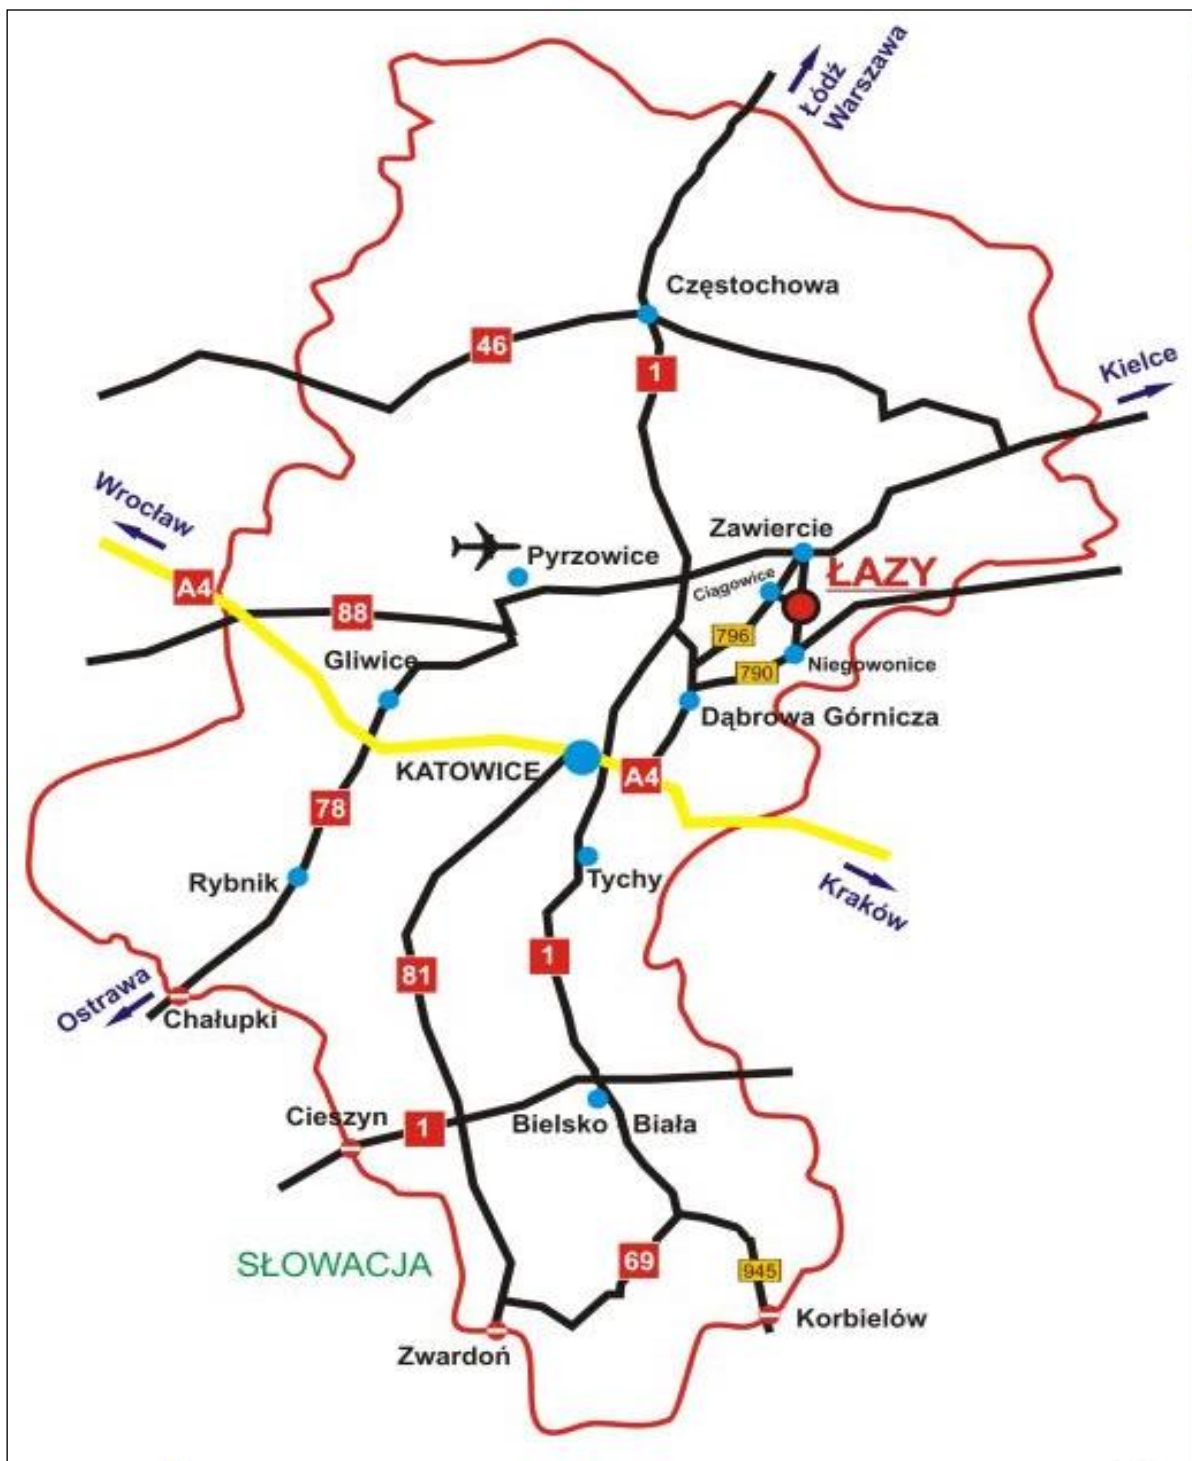 Łódź
Warszawa
Częstochowa
46
1
Kielce
Wrocław
Zawiercie
Pyrzowice
ŁAZY
Ciągowice
A4
88
796
Gliwice
790
Niegowonice
Dąbrowa Górnicza
KATOWICE
A4
78
Rybnik
Tychy
Kraków
1
81
Ostrawa
Chałupki
Cieszyn
1
Bielsko Biała
SŁOWACJA
69
945
Korbielów
Zwardoń